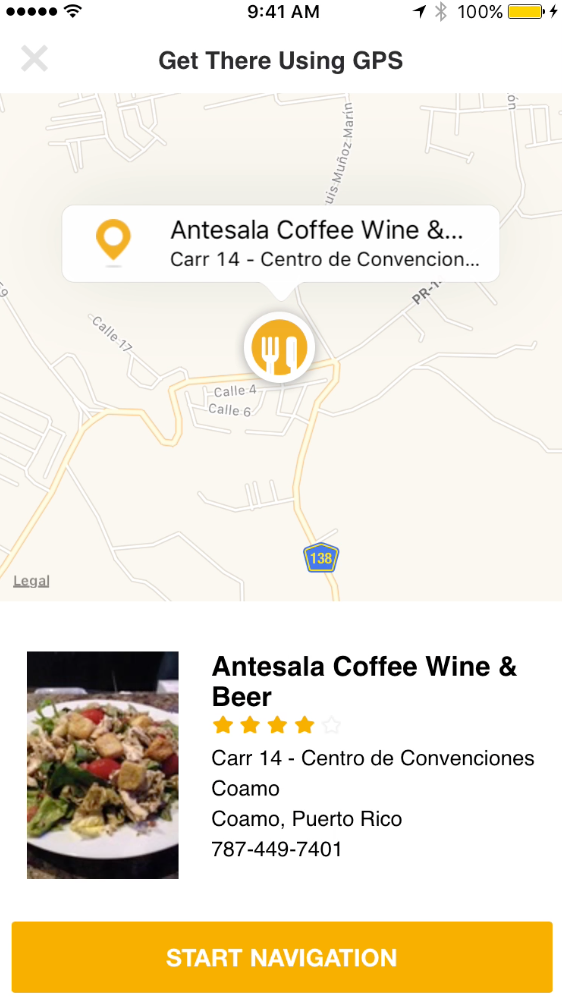 9:41 AM
100%
Get There Using GPS
uis Muñoz Marín
Antesala Coffee Wine &...
Carr 14 - Centro de Convencion...
PR-1
Calle 17
Calle 4
Calle 6
138
Legal
Antesala Coffee Wine &
Beer
Carr 14 - Centro de Convenciones
Coamo
Coamo, Puerto Rico
787-449-7401
START NAVIGATION